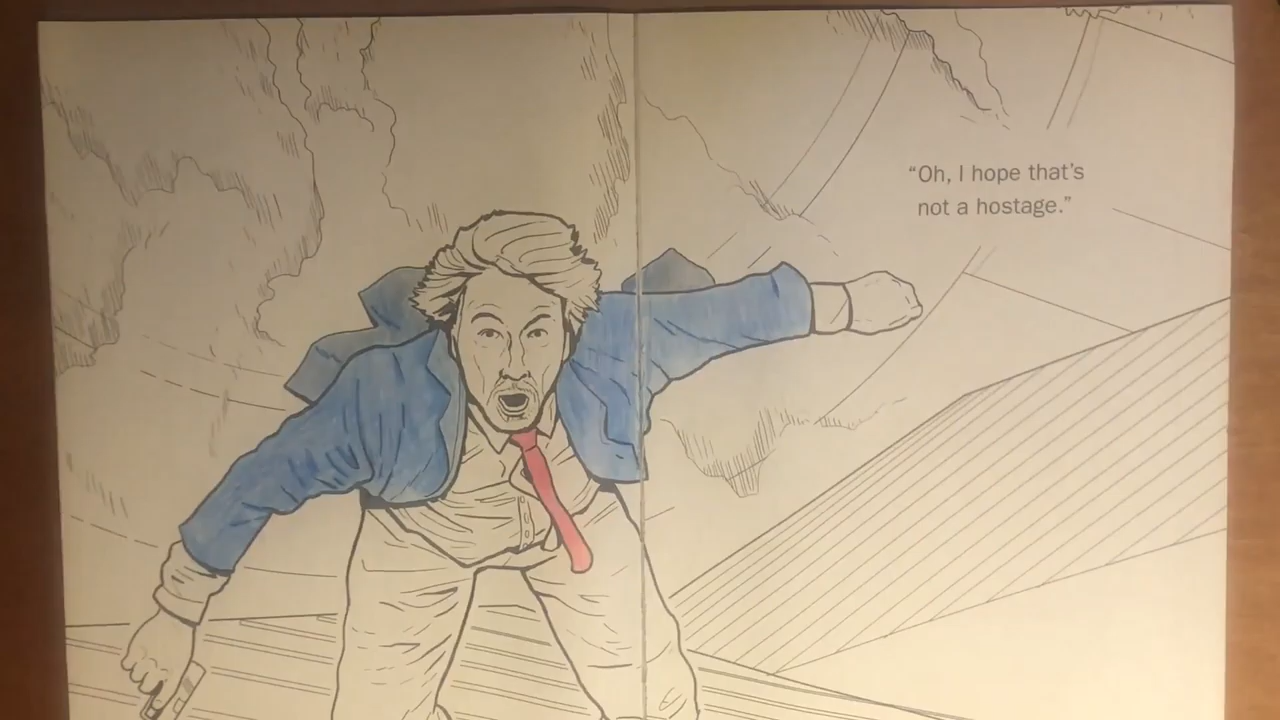 “Oh, I hope that’s
not a hostage.”